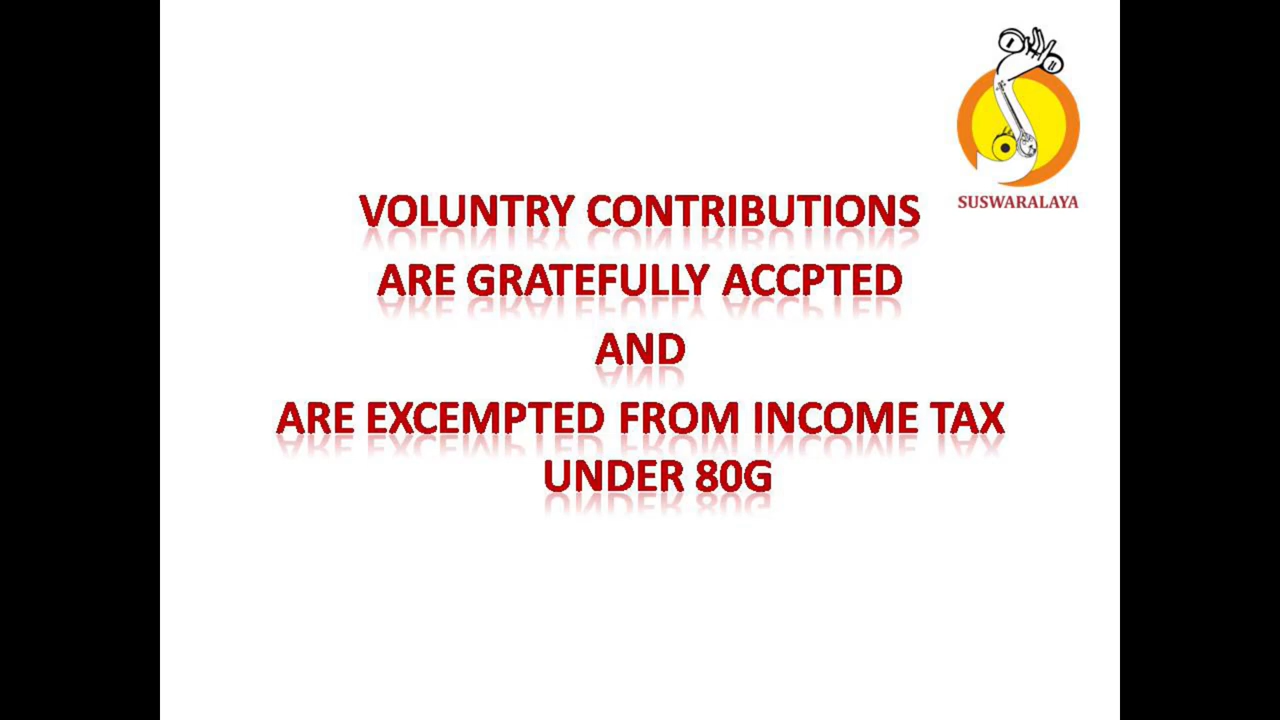 SUSWARALAYA
VOLUNTRY CONTRIBUTIONS
ARE GRATEFULLY ACCPTED
AND
ARE EXCEMPTED FROM INCOME TAX
UNDER 80G